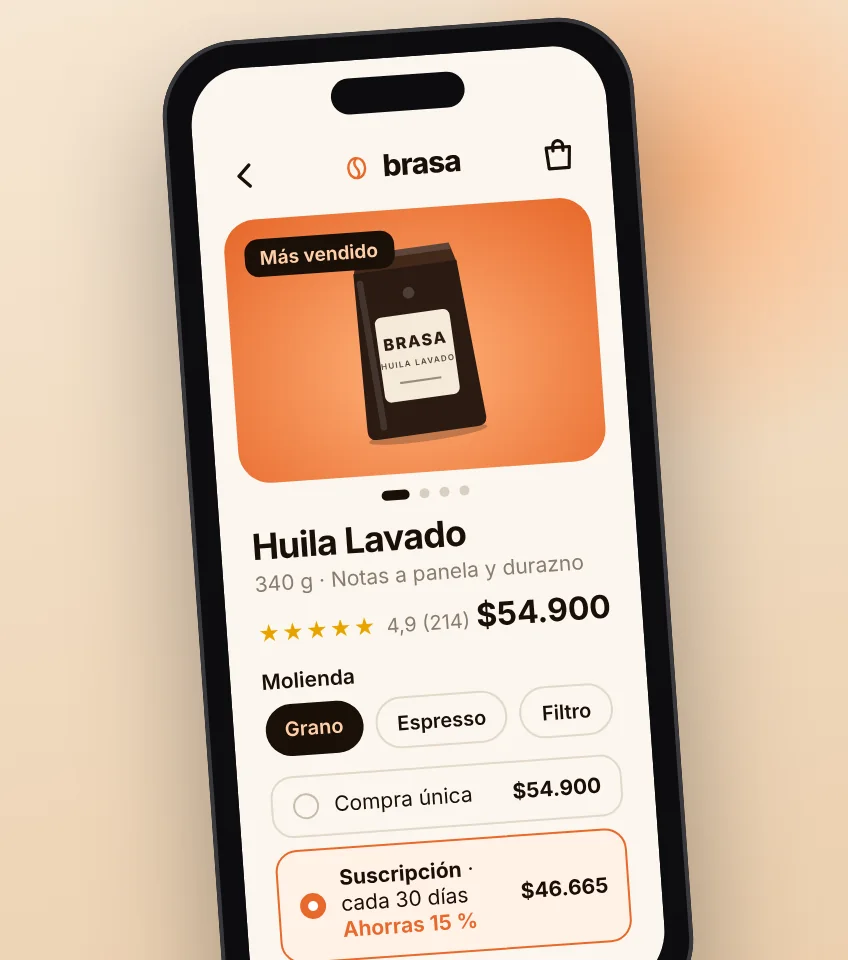 brasa
Más vendido
BRASA
HUILA LAVADO
Huila Lavado
340 g · Notas a panela y durazno
★★★★★ 4,9 (214) $54.900
Molienda
Grano Espresso Filtro
Compra única $54.900
Suscripción ·
cada 30 días $46.665
Ahorras 15 %